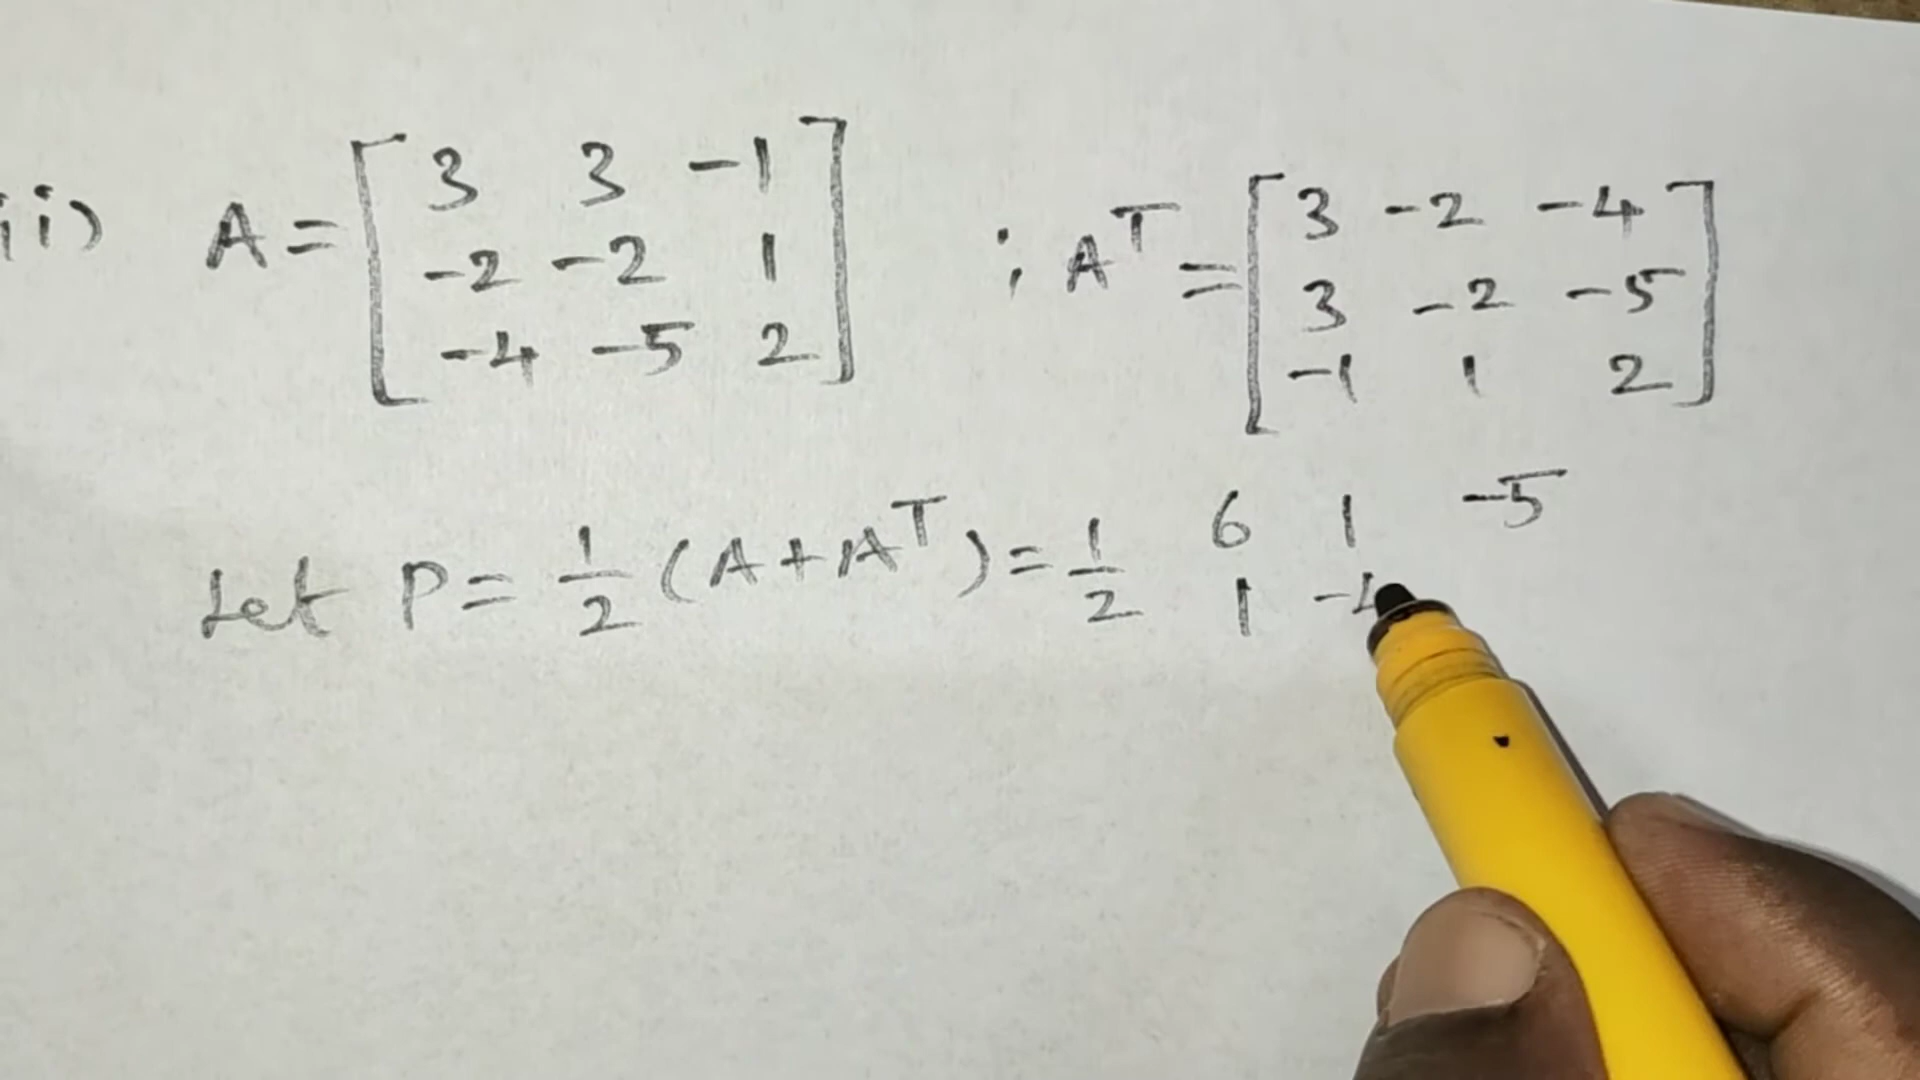 ii) A = [ 3 3 -1 ; A^T = [ 3 -2 -4
-2 -2 1 3 -2 -5
-4 -5 2 ] -1 1 2 ]
Let P = 1/2 (A + A^T) = 1/2 6 1 -5
1 -4